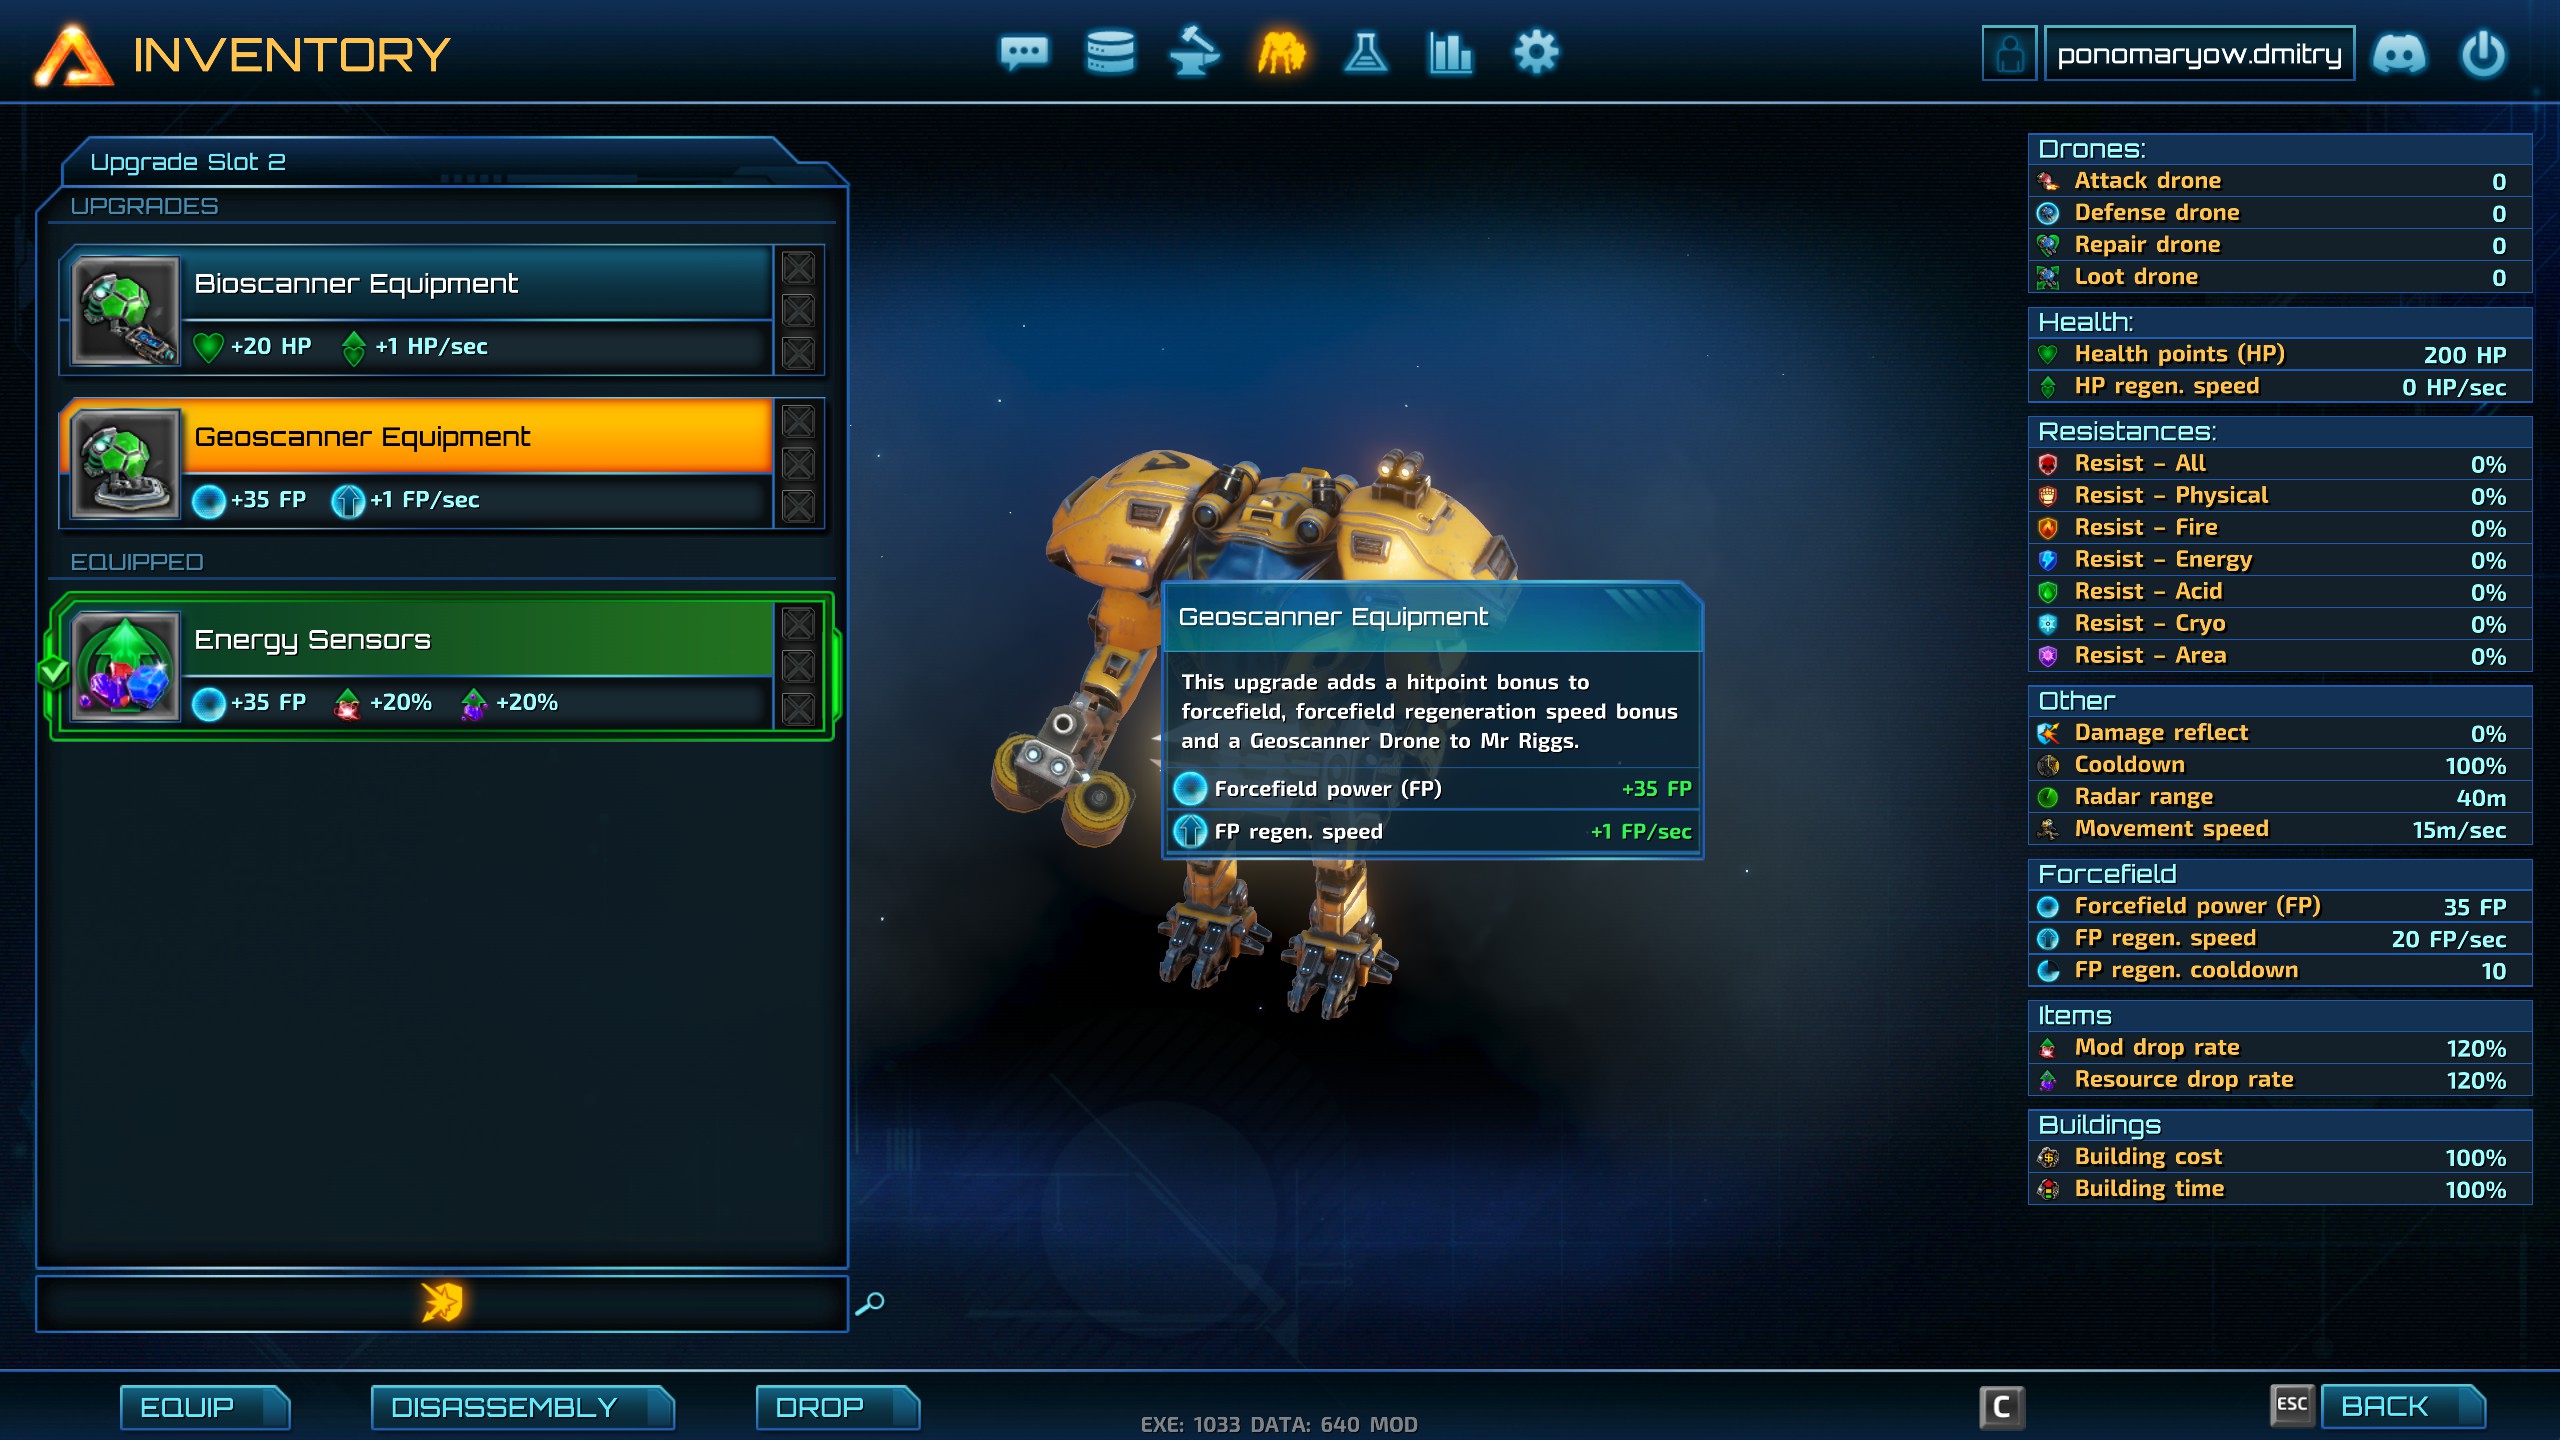 INVENTORY
ponomaryow.dmitry
Upgrade Slot 2
UPGRADES
Bioscanner Equipment
+20 HP +1 HP/sec
Geoscanner Equipment
+35 FP +1 FP/sec
EQUIPPED
Energy Sensors
+35 FP +20% +20%
Geoscanner Equipment
This upgrade adds a hitpoint bonus to
forcefield, forcefield regeneration speed bonus
and a Geoscanner Drone to Mr Riggs.
Forcefield power (FP) +35 FP
FP regen. speed +1 FP/sec
Drones:
Attack drone 0
Defense drone 0
Repair drone 0
Loot drone 0
Health:
Health points (HP) 200 HP
HP regen. speed 0 HP/sec
Resistances:
Resist - All 0%
Resist - Physical 0%
Resist - Fire 0%
Resist - Energy 0%
Resist - Acid 0%
Resist - Cryo 0%
Resist - Area 0%
Other
Damage reflect 0%
Cooldown 100%
Radar range 40m
Movement speed 15m/sec
Forcefield
Forcefield power (FP) 35 FP
FP regen. speed 20 FP/sec
FP regen. cooldown 10
Items
Mod drop rate 120%
Resource drop rate 120%
Buildings
Building cost 100%
Building time 100%
EQUIP
DISASSEMBLY
DROP
EXE: 1033 DATA: 640 MOD
C
ESC
BACK